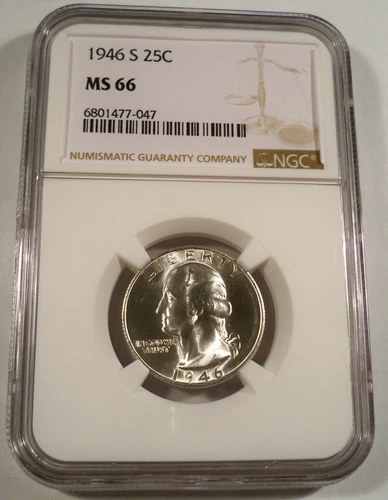 1946 S 25C
MS 66
6801477-047
NUMISMATIC GUARANTY COMPANY NGC
LIBERTY
IN GOD WE
TRUST
1946